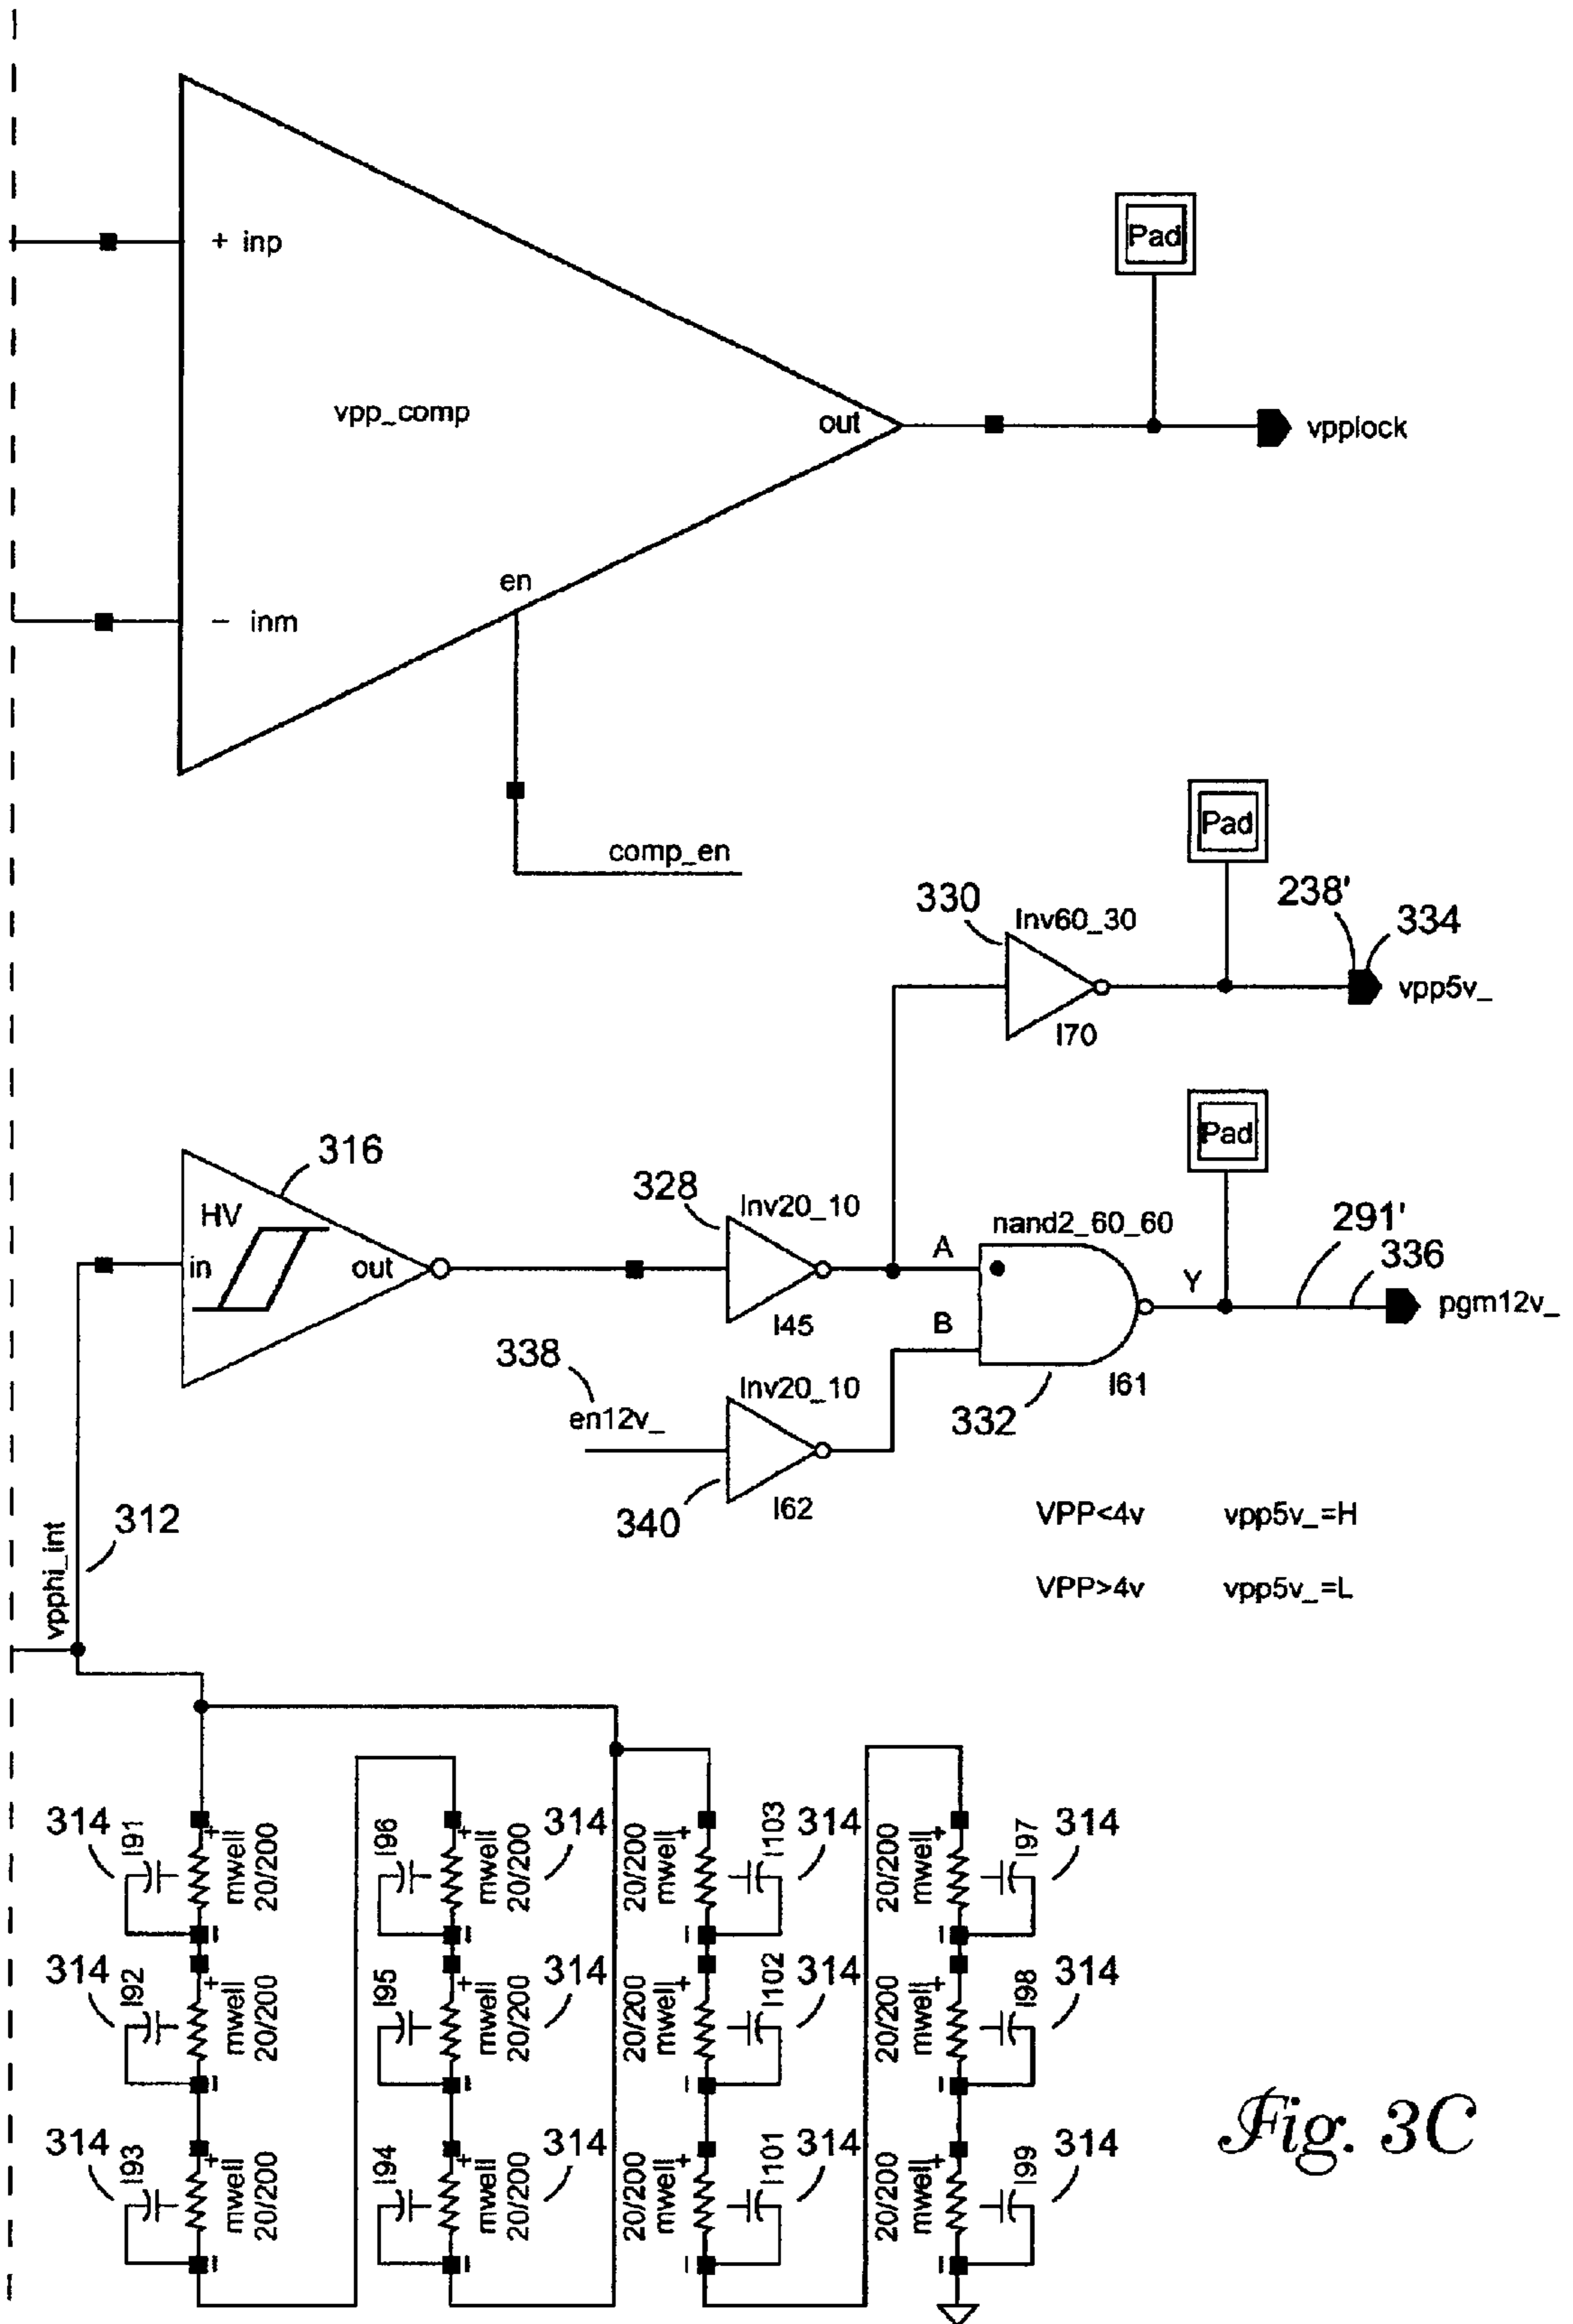 Pad
+ inp
vpp_comp
out
vpplock
en
− inm
comp_en
Pad
330
Inv60_30
238'
334
vpp5v_
I70
316
HV
in
out
328
Inv20_10
I45
Pad
nand2_60_60
A
B
Y
291'
336
pgm12v_
I61
332
338
en12v_
Inv20_10
340
I62
VPP<4v vpp5v_=H
VPP>4v vpp5v_=L
vpphi_int
312
314 I91 + mwell 20/200 −
I96 + mwell 20/200 − 314
20/200 mwell + − I103 314
20/200 mwell + − I97 314
314 I92 + mwell 20/200 −
I95 + mwell 20/200 − 314
20/200 mwell + − I102 314
20/200 mwell + − I98 314
314 I93 + mwell 20/200 −
I94 + mwell 20/200 − 314
20/200 mwell + − I101 314
20/200 mwell + − I99 314
Fig. 3C